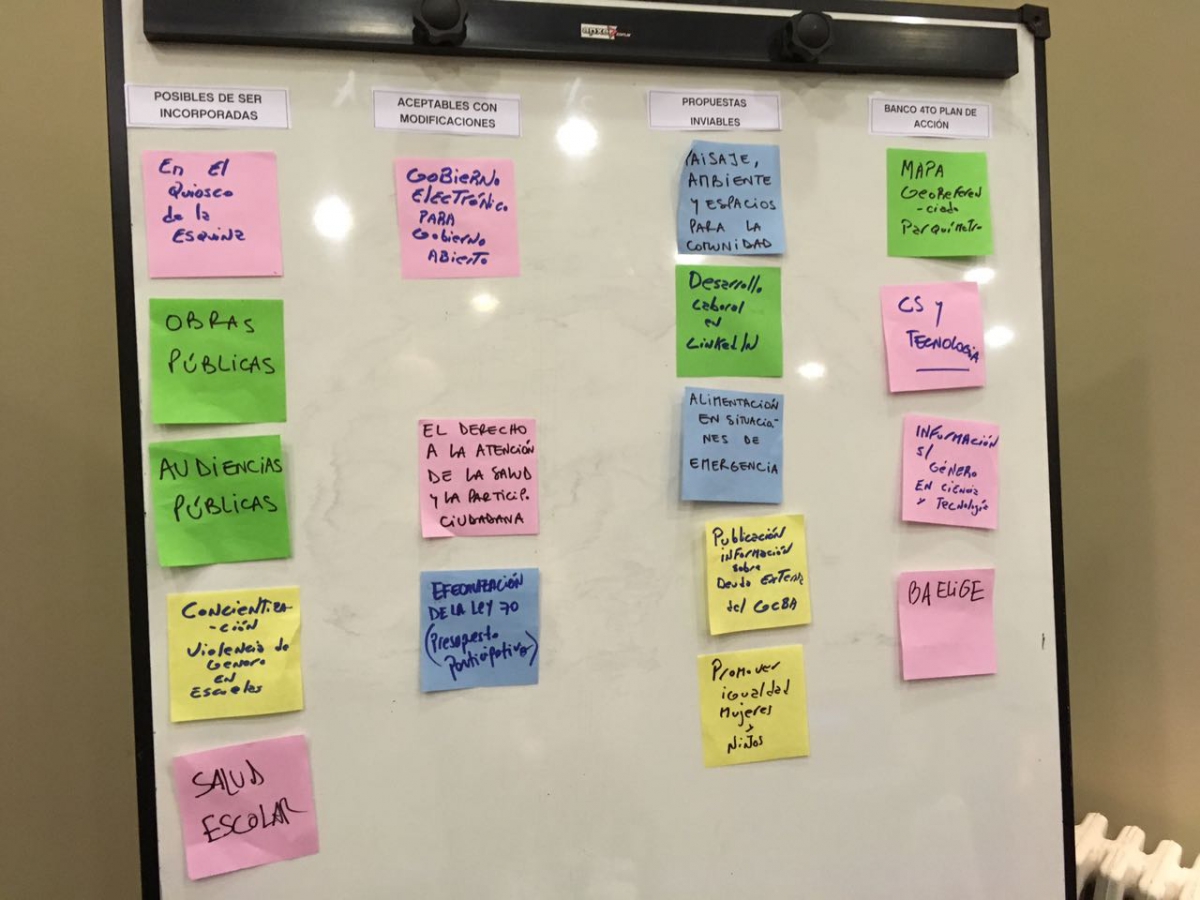 POSIBLES DE SER
INCORPORADAS
En El
Quiosco
de la
Esquina
OBRAS
PÚBLICAS
AUDIENCIAS
PÚBLICAS
CONCIENTIZA-
-ción
Violencia de
Genero
EN
Escuelas
SALUD
ESCOLAR
ACEPTABLES CON
MODIFICACIONES
GOBIERNO
ELECTRÓNICO
PARA
Gobierno
ABIERTO
EL DERECHO
A LA ATENCIÓN
DE LA SALUD
Y LA PARTICIP.
CIUDADANA
EFECTIVIZACIÓN
DE LA LEY 70
(Presupuesto
participativo)
PROPUESTAS
INVIABLES
PAISAJE,
AMBIENTE
Y ESPACIOS
PARA LA
COMUNIDAD
Desarrollo
Laboral
en
LinkedIN
ALIMENTACIÓN
EN SITUACIO-
NES DE
EMERGENCIA
Publicación
información
sobre
Deuda Externa
del GCBA
Promover
igualdad
Mujeres
y
Niños
BANCO 4TO PLAN DE
ACCIÓN
MAPA
GeoReferen
-ciado
Parquímetro
CS y
TECNOLOGíA
INFORMACIÓN
S/
GÉNERO
EN ciencia
y Tecnología
BA ELIGE